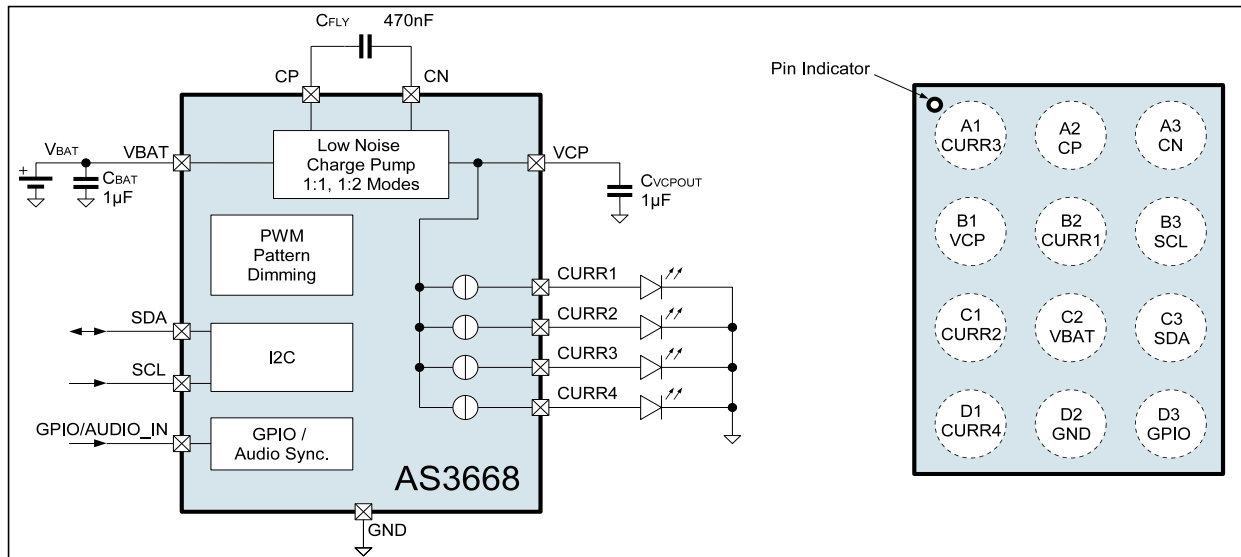 CFLY 470nF
CP
CN
VBAT
VBAT
+
CBAT
1µF
Low Noise
Charge Pump
1:1, 1:2 Modes
VCP
CVCPOUT
1µF
PWM
Pattern
Dimming
SDA
SCL
I2C
GPIO/AUDIO_IN
GPIO /
Audio Sync.
CURR1
CURR2
CURR3
CURR4
AS3668
GND
Pin Indicator
A1
CURR3
A2
CP
A3
CN
B1
VCP
B2
CURR1
B3
SCL
C1
CURR2
C2
VBAT
C3
SDA
D1
CURR4
D2
GND
D3
GPIO